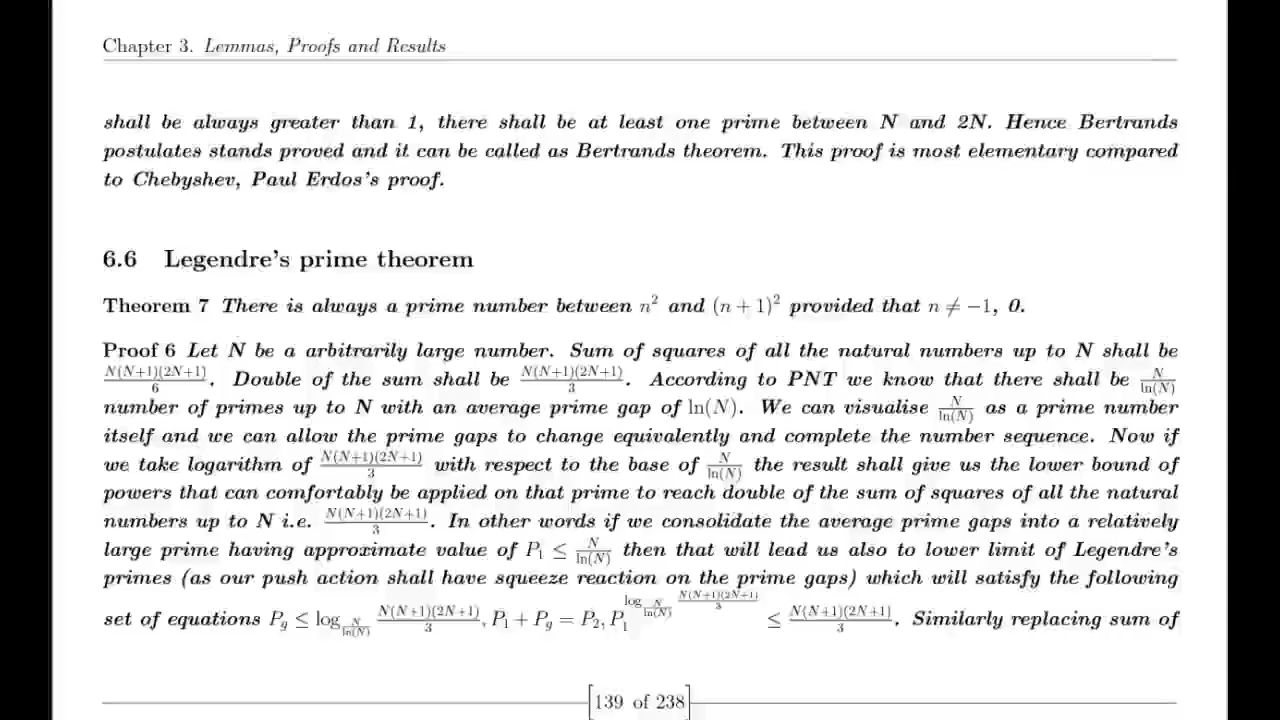 Chapter 3. Lemmas, Proofs and Results
shall be always greater than 1, there shall be at least one prime between N and 2N. Hence Bertrands
postulates stands proved and it can be called as Bertrands theorem. This proof is most elementary compared
to Chebyshev, Paul Erdos's proof.
6.6 Legendre's prime theorem
Theorem 7 There is always a prime number between n² and (n + 1)² provided that n ≠ −1, 0.
Proof 6 Let N be a arbitrarily large number. Sum of squares of all the natural numbers up to N shall be
N(N+1)(2N+1)/6. Double of the sum shall be N(N+1)(2N+1)/3. According to PNT we know that there shall be N/ln(N)
number of primes up to N with an average prime gap of ln(N). We can visualise N/ln(N) as a prime number
itself and we can allow the prime gaps to change equivalently and complete the number sequence. Now if
we take logarithm of N(N+1)(2N+1)/3 with respect to the base of N/ln(N) the result shall give us the lower bound of
powers that can comfortably be applied on that prime to reach double of the sum of squares of all the natural
numbers up to N i.e. N(N+1)(2N+1)/3. In other words if we consolidate the average prime gaps into a relatively
large prime having approximate value of P₁ ≤ N/ln(N) then that will lead us also to lower limit of Legendre's
primes (as our push action shall have squeeze reaction on the prime gaps) which will satisfy the following
set of equations P_g ≤ log_{N/ln(N)} N(N+1)(2N+1)/3, P₁ + P_g = P₂, P₁^{log_{N/ln(N)} N(N+1)(2N+1)/3} ≤ N(N+1)(2N+1)/3. Similarly replacing sum of
139 of 238